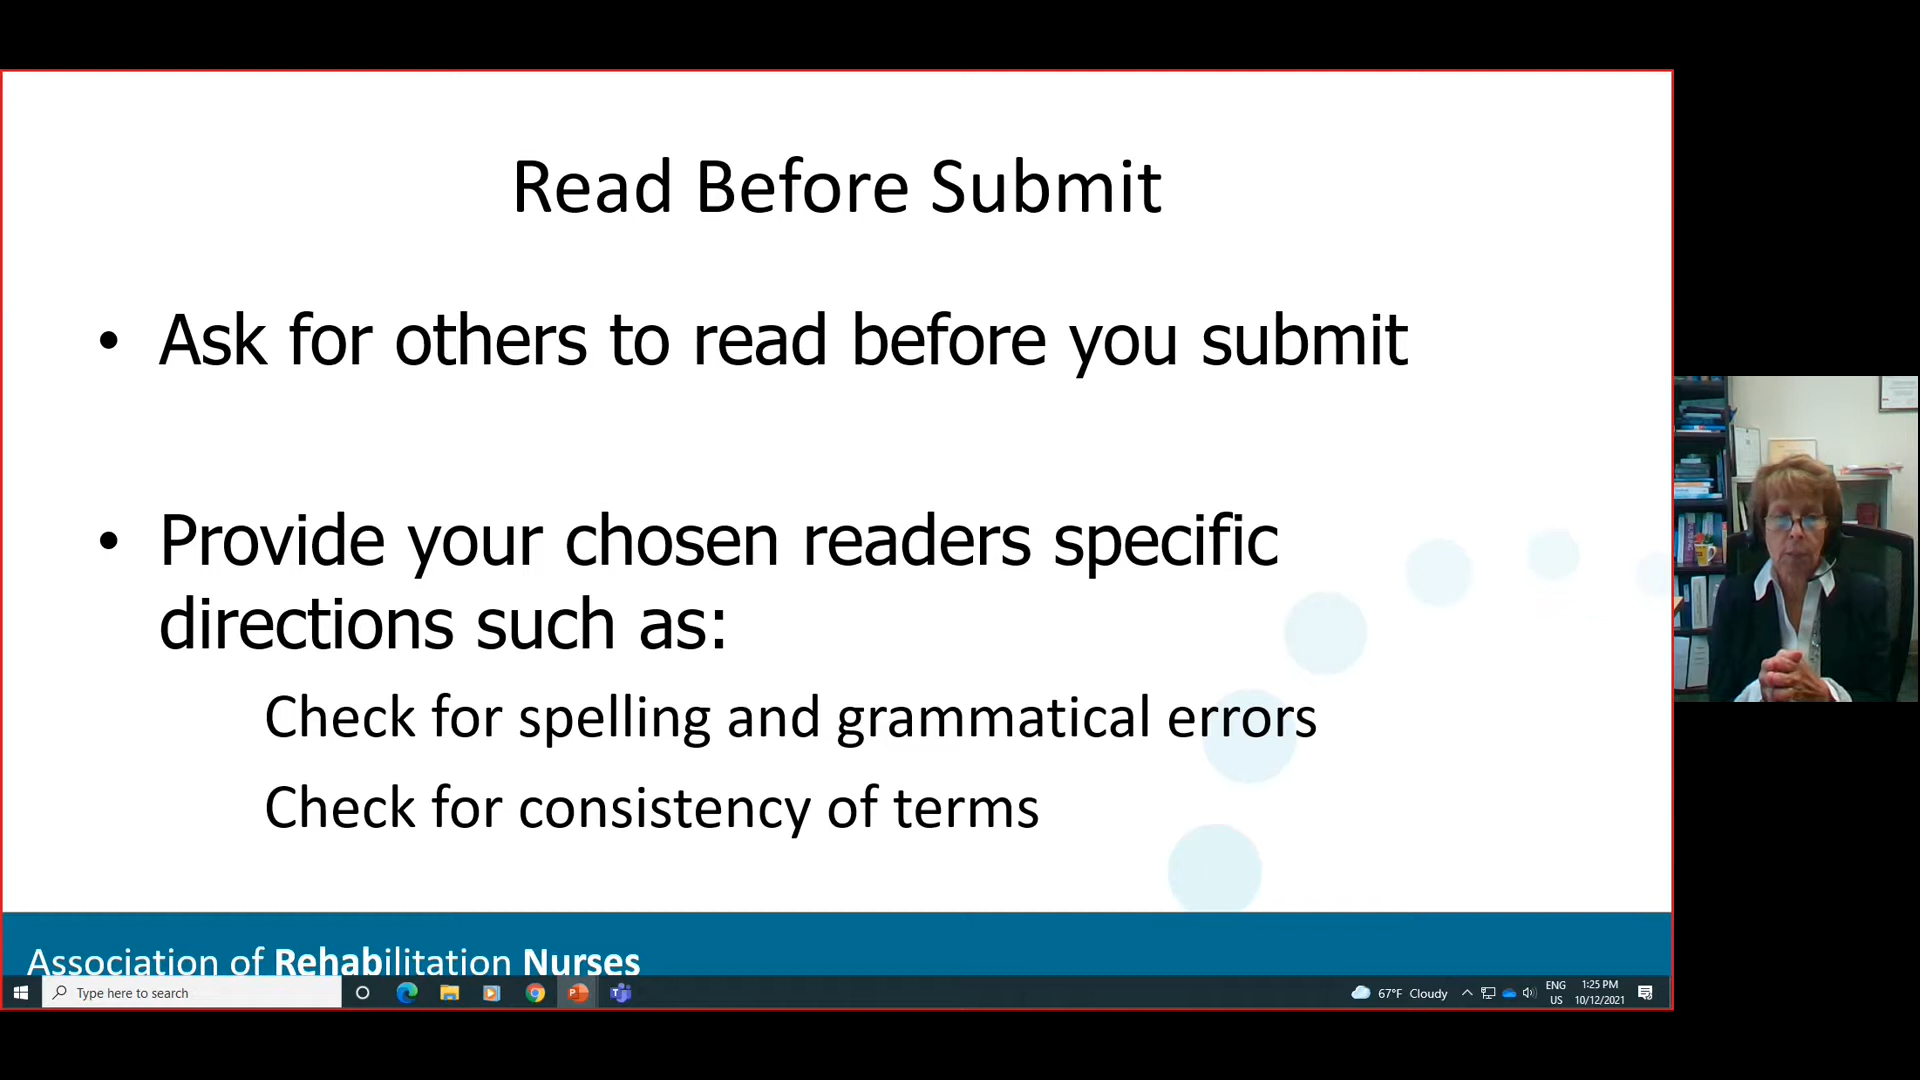 Read Before Submit
• Ask for others to read before you submit
• Provide your chosen readers specific
directions such as:
Check for spelling and grammatical errors
Check for consistency of terms
Association of Rehabilitation Nurses
Type here to search
67°F Cloudy
ENG
US
1:25 PM
10/12/2021